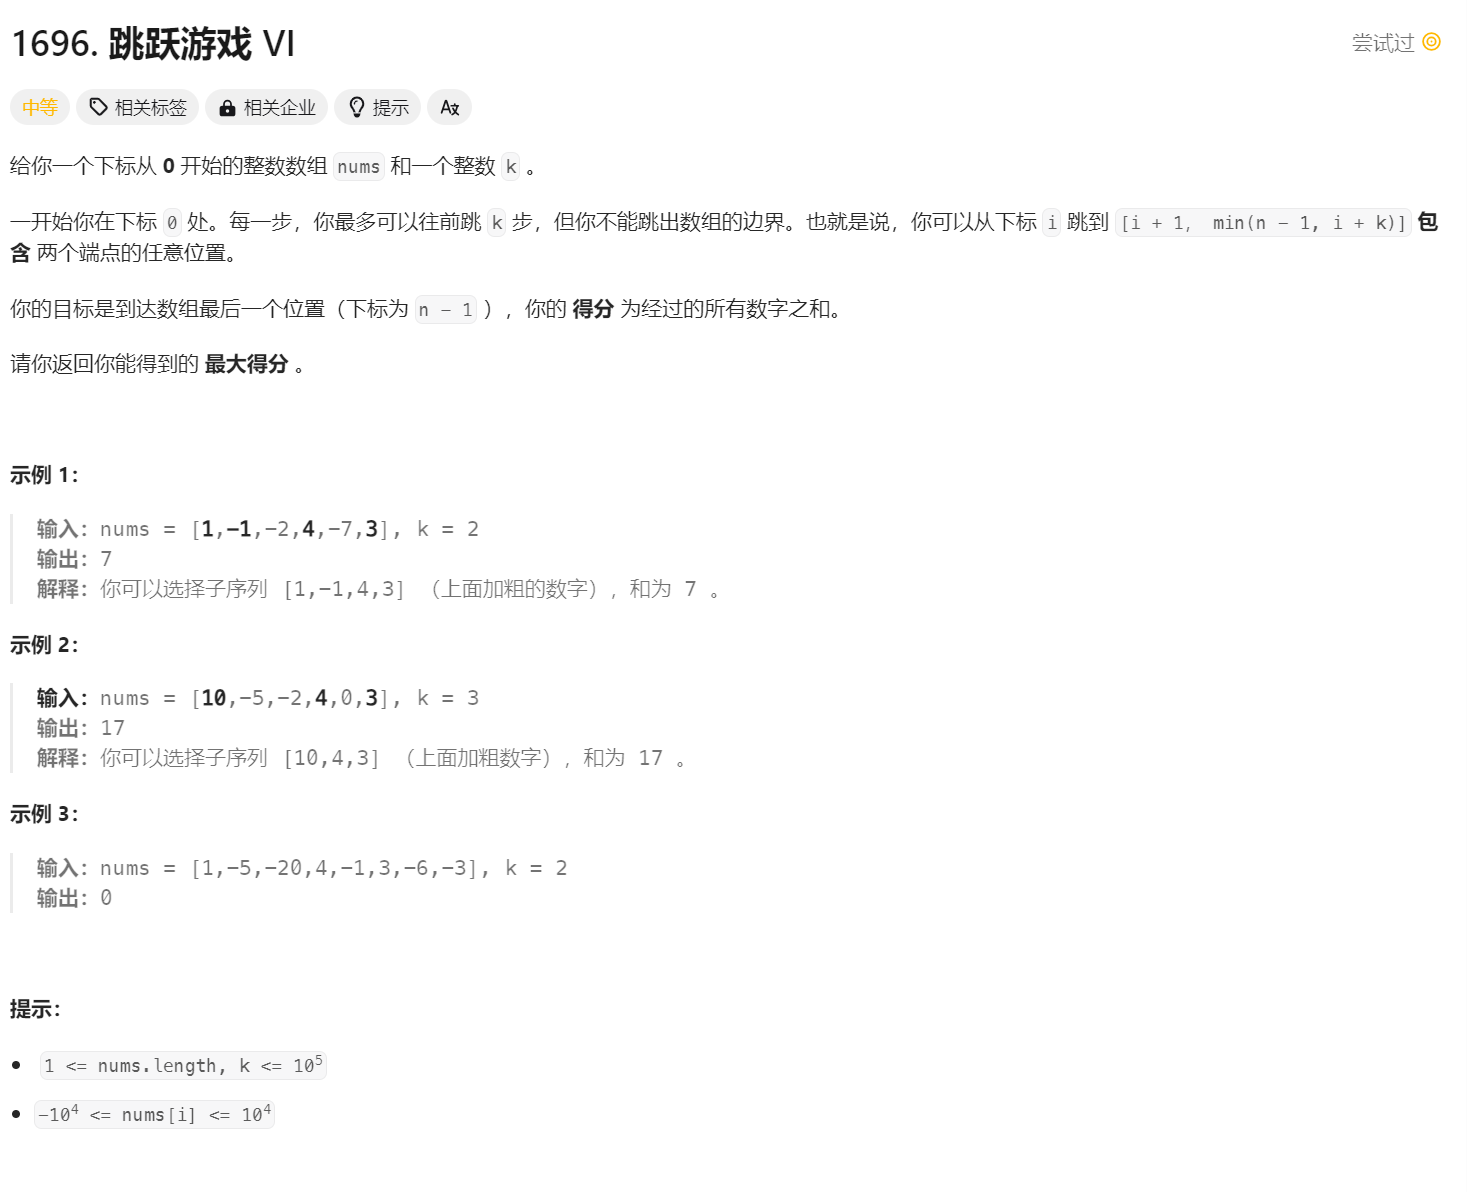 1696. 跳跃游戏 VI
尝试过
中等 相关标签 相关企业 提示 Aa
给你一个下标从 0 开始的整数数组 nums 和一个整数 k 。
一开始你在下标 0 处。每一步，你最多可以往前跳 k 步，但你不能跳出数组的边界。也就是说，你可以从下标 i 跳到 [i + 1， min(n - 1, i + k)] 包
含 两个端点的任意位置。
你的目标是到达数组最后一个位置（下标为 n - 1 ），你的 得分 为经过的所有数字之和。
请你返回你能得到的 最大得分 。
示例 1：
输入：nums = [1,-1,-2,4,-7,3], k = 2
输出：7
解释：你可以选择子序列 [1,-1,4,3] （上面加粗的数字），和为 7 。
示例 2：
输入：nums = [10,-5,-2,4,0,3], k = 3
输出：17
解释：你可以选择子序列 [10,4,3] （上面加粗数字），和为 17 。
示例 3：
输入：nums = [1,-5,-20,4,-1,3,-6,-3], k = 2
输出：0
提示：
1 <= nums.length, k <= 10⁵
-10⁴ <= nums[i] <= 10⁴